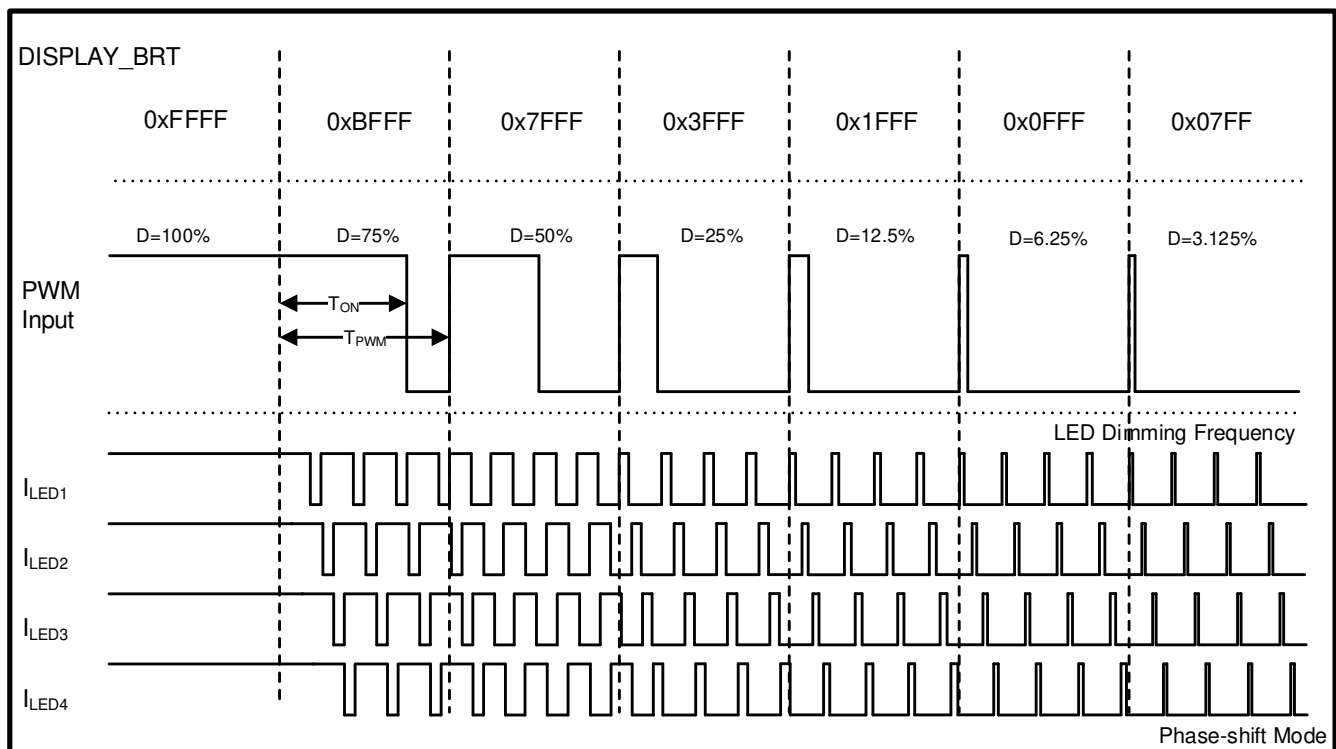 DISPLAY_BRT
0xFFFF 0xBFFF 0x7FFF 0x3FFF 0x1FFF 0x0FFF 0x07FF
D=100% D=75% D=50% D=25% D=12.5% D=6.25% D=3.125%
PWM
Input
TON
TPWM
LED Dimming Frequency
ILED1
ILED2
ILED3
ILED4
Phase-shift Mode